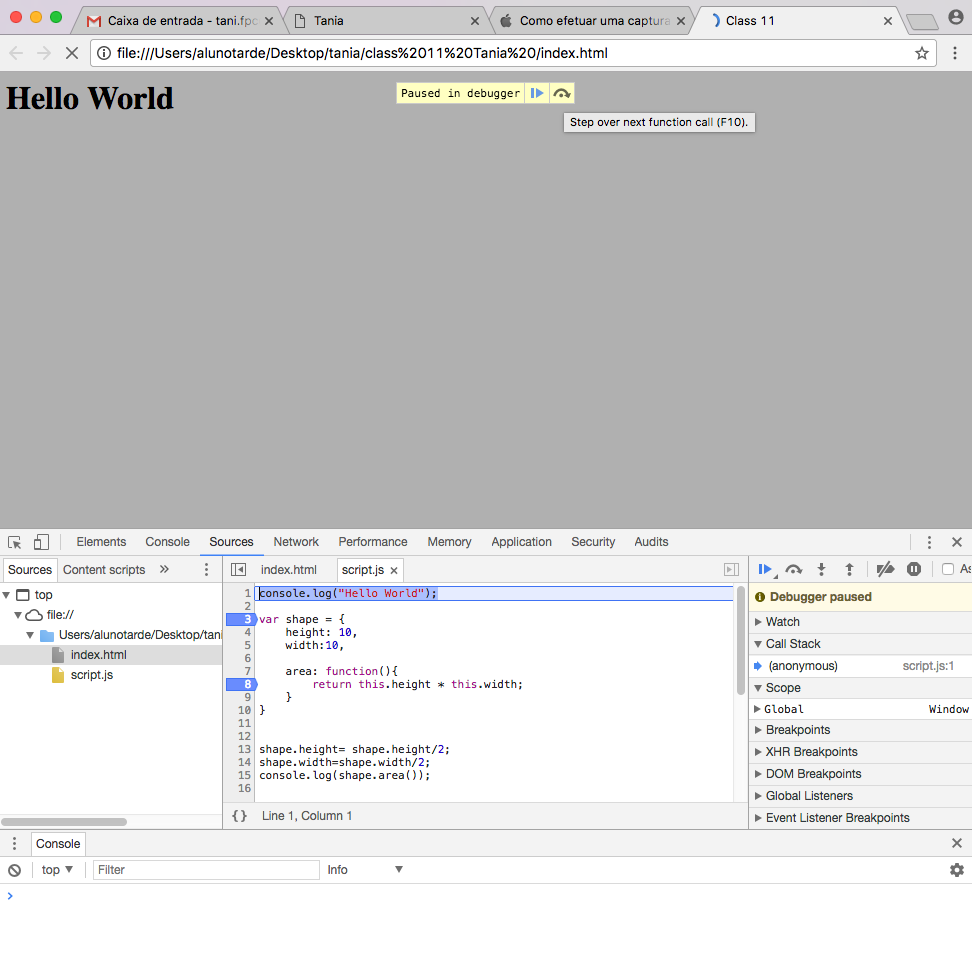 Caixa de entrada - tani.fpc
Tania
Como efetuar uma captura
Class 11
file:///Users/alunotarde/Desktop/tania/class%2011%20Tania%20/index.html
Hello World
Paused in debugger
Step over next function call (F10).
Elements Console Sources Network Performance Memory Application Security Audits
Sources Content scripts »
index.html script.js
As
top
file://
Users/alunotarde/Desktop/tani
index.html
script.js
1 console.log("Hello World");
2
3 var shape = {
4 height: 10,
5 width:10,
6
7 area: function(){
8 return this.height * this.width;
9 }
10 }
11
12
13 shape.height= shape.height/2;
14 shape.width=shape.width/2;
15 console.log(shape.area());
16
{} Line 1, Column 1
Debugger paused
Watch
Call Stack
(anonymous) script.js:1
Scope
Global Window
Breakpoints
XHR Breakpoints
DOM Breakpoints
Global Listeners
Event Listener Breakpoints
Console
top Filter Info